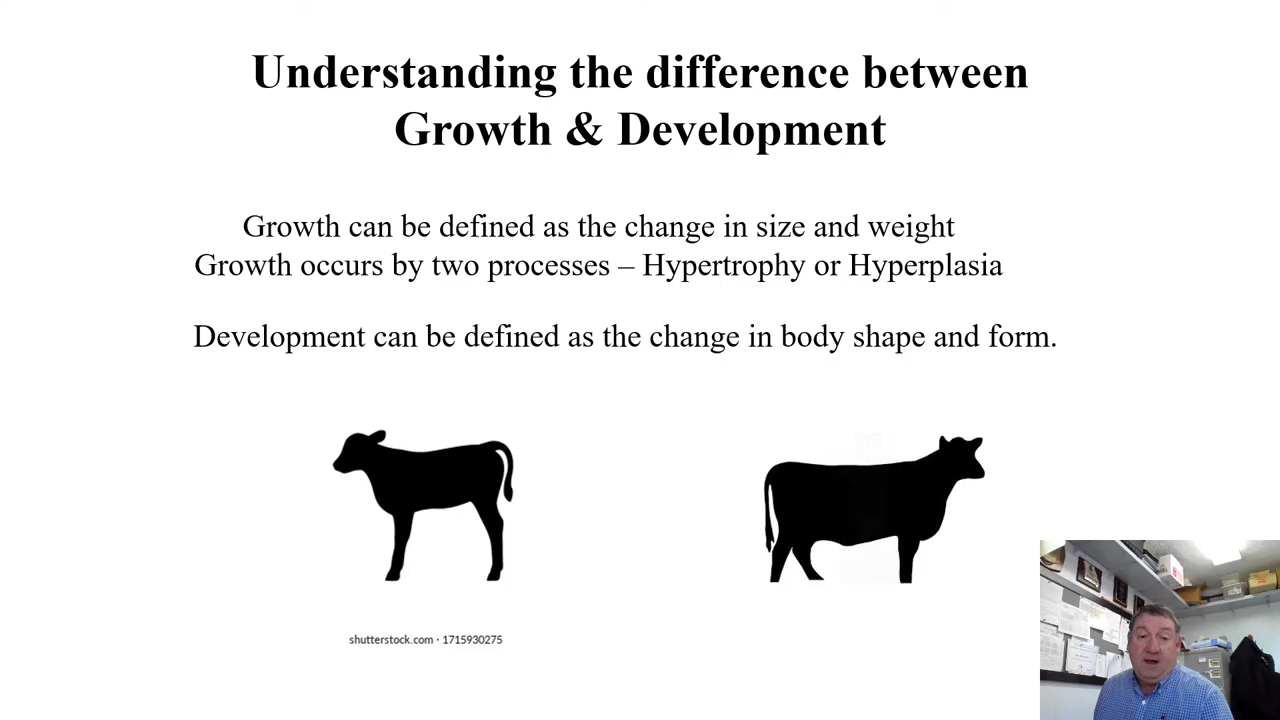 Understanding the difference between
Growth & Development
Growth can be defined as the change in size and weight
Growth occurs by two processes – Hypertrophy or Hyperplasia
Development can be defined as the change in body shape and form.
shutterstock.com · 1715930275